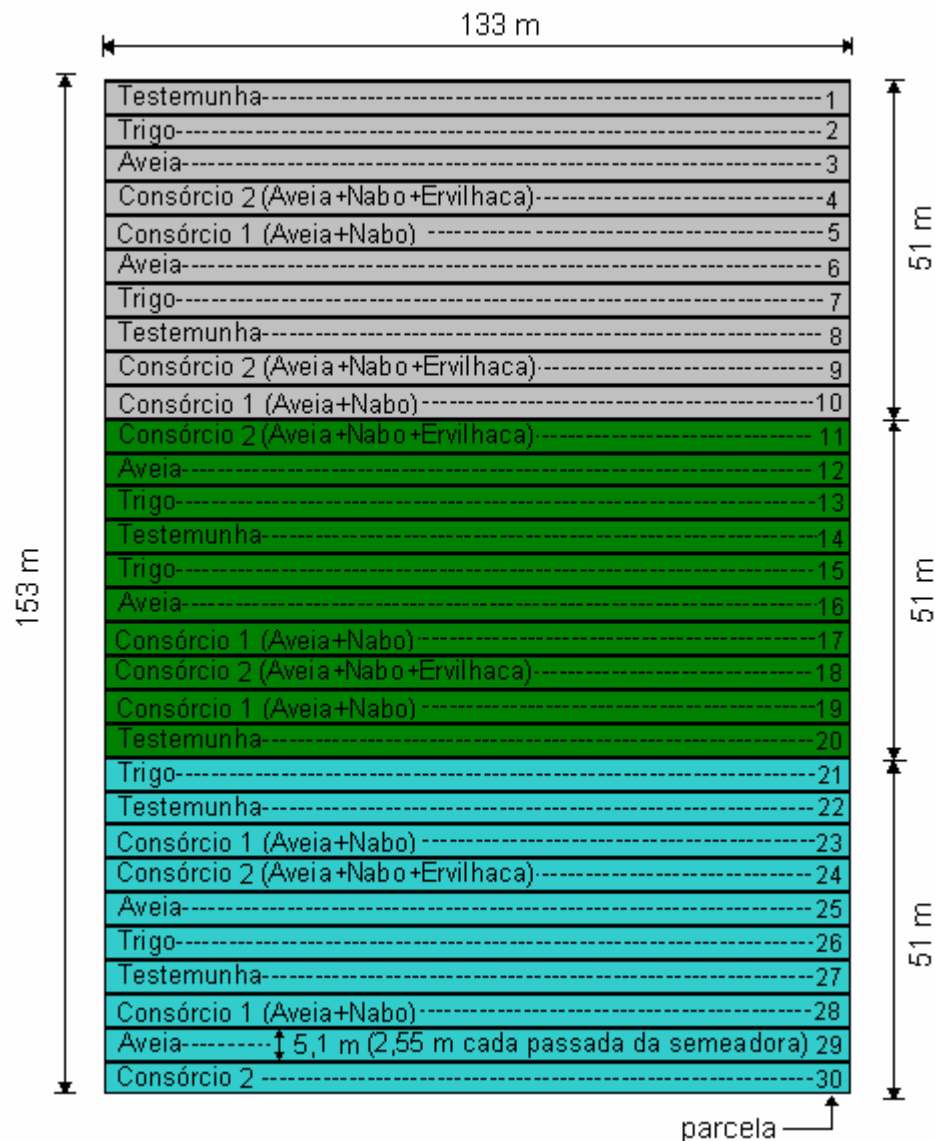 133 m
Testemunha 1
Trigo 2
Aveia 3
Consórcio 2 (Aveia+Nabo+Ervilhaca) 4
Consórcio 1 (Aveia+Nabo) 5
Aveia 6
Trigo 7
Testemunha 8
Consórcio 2 (Aveia+Nabo+Ervilhaca) 9
Consórcio 1 (Aveia+Nabo) 10
51 m
Consórcio 2 (Aveia+Nabo+Ervilhaca) 11
Aveia 12
Trigo 13
Testemunha 14
Trigo 15
Aveia 16
Consórcio 1 (Aveia+Nabo) 17
Consórcio 2 (Aveia+Nabo+Ervilhaca) 18
Consórcio 1 (Aveia+Nabo) 19
Testemunha 20
51 m
153 m
Trigo 21
Testemunha 22
Consórcio 1 (Aveia+Nabo) 23
Consórcio 2 (Aveia+Nabo+Ervilhaca) 24
Aveia 25
Trigo 26
Testemunha 27
Consórcio 1 (Aveia+Nabo) 28
Aveia 5,1 m (2,55 m cada passada da semeadora) 29
Consórcio 2 30
51 m
parcela